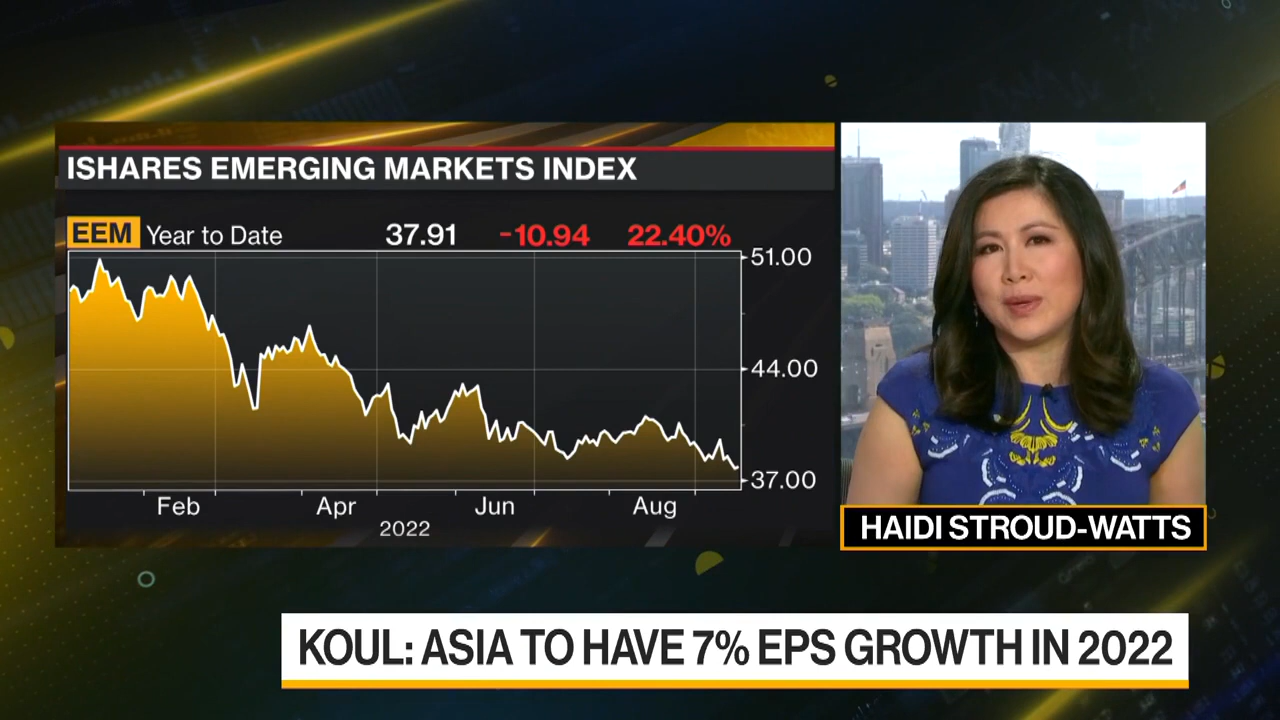 ISHARES EMERGING MARKETS INDEX
EEM Year to Date 37.91 -10.94 22.40%
51.00
44.00
37.00
Feb Apr Jun Aug
2022
HAIDI STROUD-WATTS
KOUL: ASIA TO HAVE 7% EPS GROWTH IN 2022